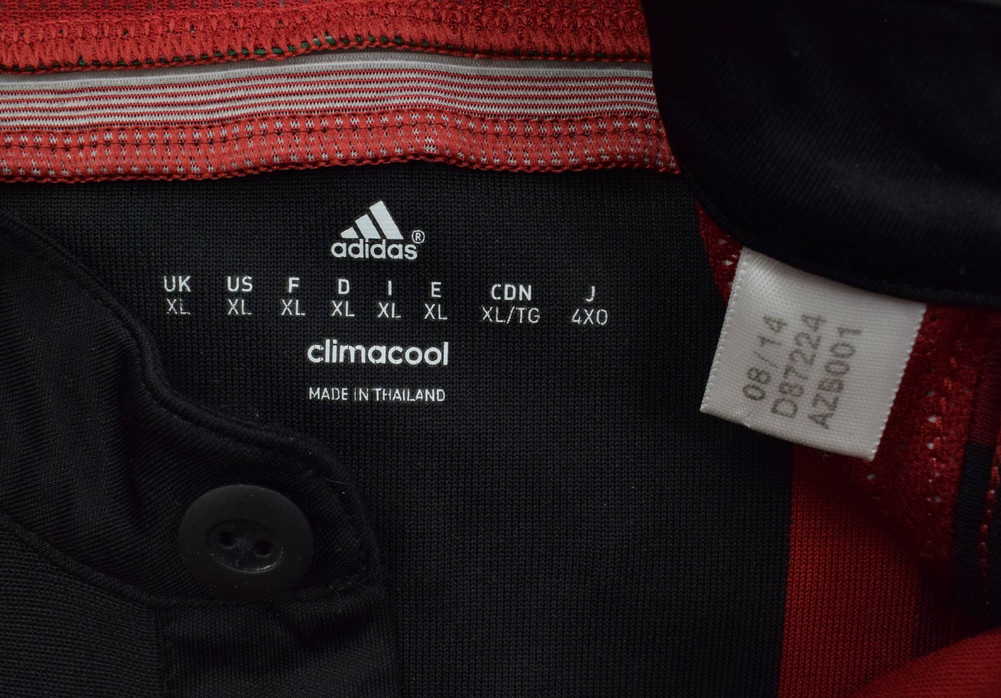 adidas®
UK US F D I E CDN J
XL XL XL XL XL XL XL/TG 4XO
climacool
MADE IN THAILAND
08/14
D87224
AZB001